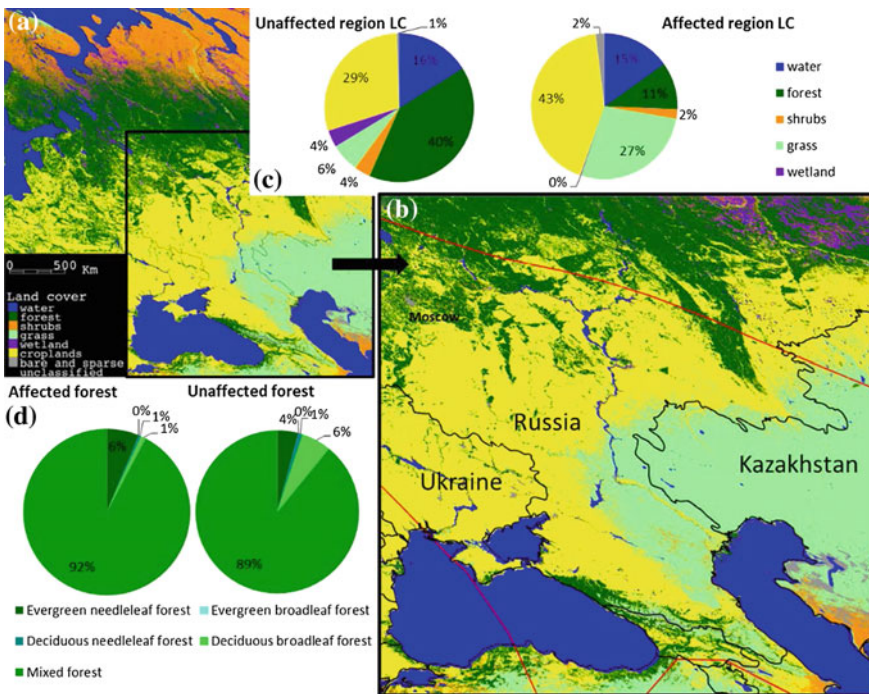 (a)
Unaffected region LC
1%
16%
40%
4%
6%
4%
29%
Affected region LC
2%
15%
11%
2%
27%
0%
43%
water
forest
shrubs
grass
wetland
(c)
(b)
0 500 Km
Land cover
water
forest
shrubs
grass
wetland
croplands
bare and sparse
unclassified
Moscow
Russia
Ukraine
Kazakhstan
(d)
Affected forest
6%
0%
1%
1%
92%
Unaffected forest
4%
0%
1%
6%
89%
Evergreen needleleaf forest
Evergreen broadleaf forest
Deciduous needleleaf forest
Deciduous broadleaf forest
Mixed forest